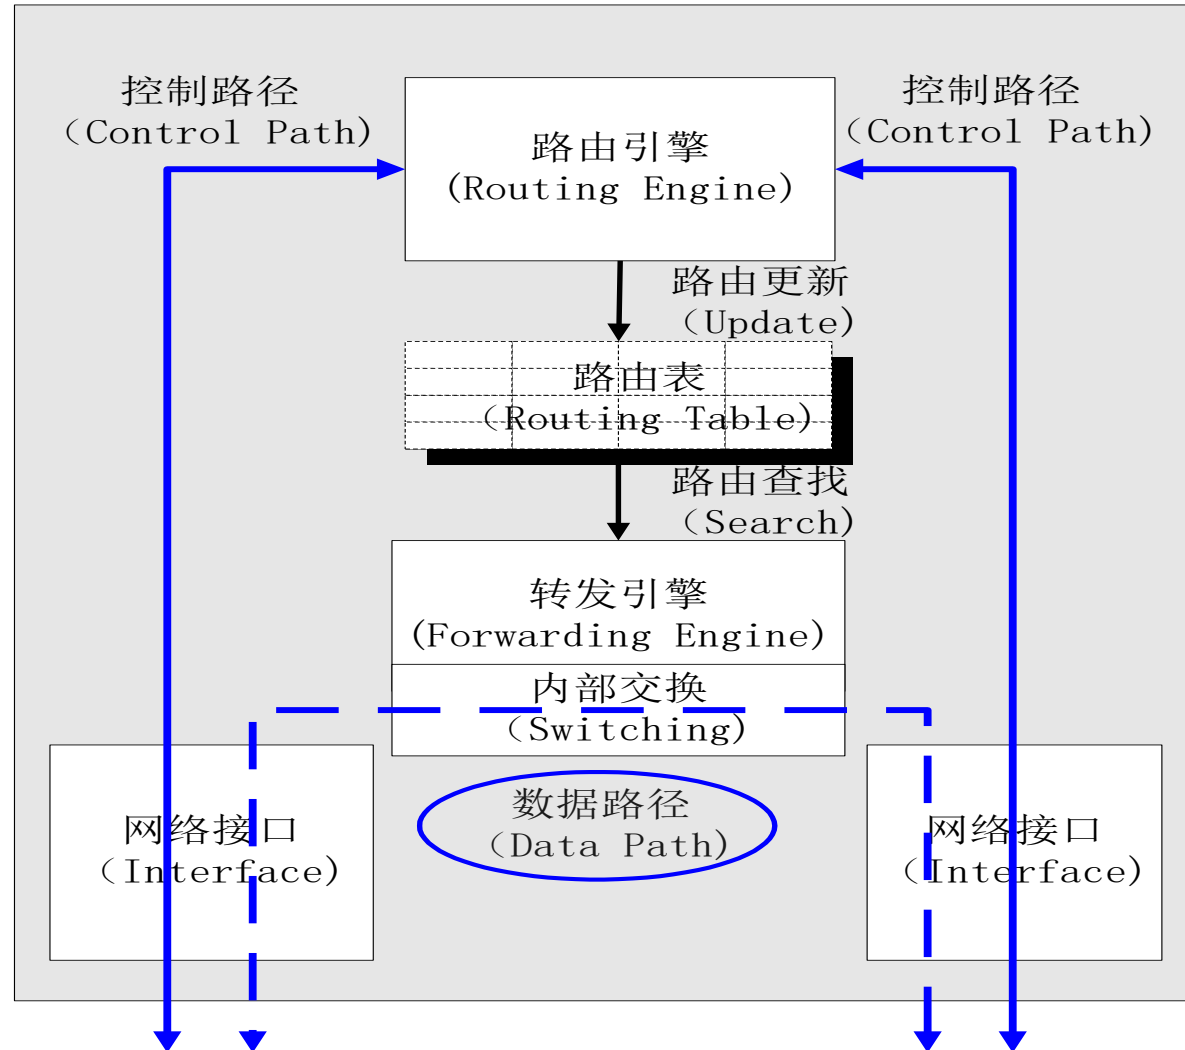 控制路径
（Control Path)
控制路径
（Control Path)
路由引擎
(Routing Engine)
路由更新
（Update)
路由表
（Routing Table)
路由查找
（Search)
转发引擎
(Forwarding Engine)
内部交换
（Switching)
网络接口
（Interface)
数据路径
（Data Path)
网络接口
（Interface)